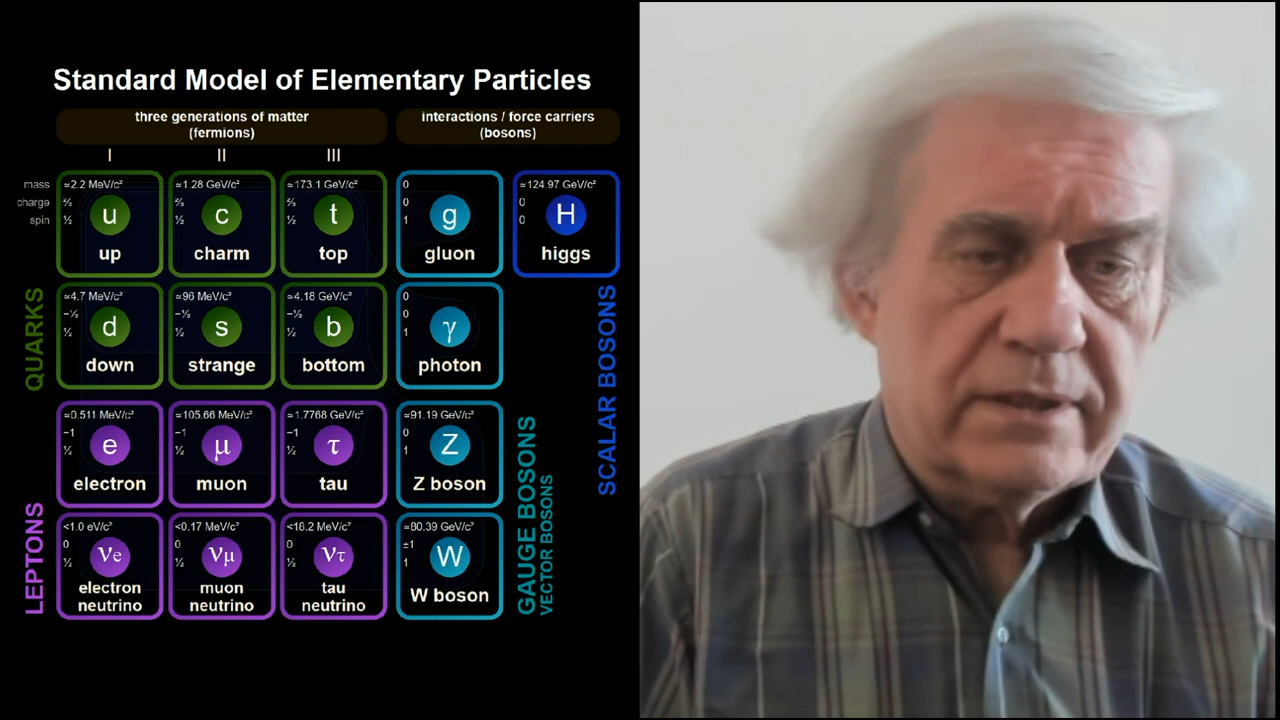 Standard Model of Elementary Particles
three generations of matter
(fermions)
interactions / force carriers
(bosons)
I
II
III
mass
charge
spin
≃2.2 MeV/c²
⅔
½
u
up
≃1.28 GeV/c²
⅔
½
c
charm
≃173.1 GeV/c²
⅔
½
t
top
0
0
1
g
gluon
≃124.97 GeV/c²
0
0
H
higgs
QUARKS
≃4.7 MeV/c²
−⅓
½
d
down
≃96 MeV/c²
−⅓
½
s
strange
≃4.18 GeV/c²
−⅓
½
b
bottom
0
0
1
γ
photon
SCALAR BOSONS
LEPTONS
≃0.511 MeV/c²
−1
½
e
electron
≃105.66 MeV/c²
−1
½
μ
muon
≃1.7768 GeV/c²
−1
½
τ
tau
≃91.19 GeV/c²
0
1
Z
Z boson
<1.0 eV/c²
0
½
νe
electron
neutrino
<0.17 MeV/c²
0
½
νμ
muon
neutrino
<18.2 MeV/c²
0
½
ντ
tau
neutrino
≃80.39 GeV/c²
±1
1
W
W boson
GAUGE BOSONS
VECTOR BOSONS